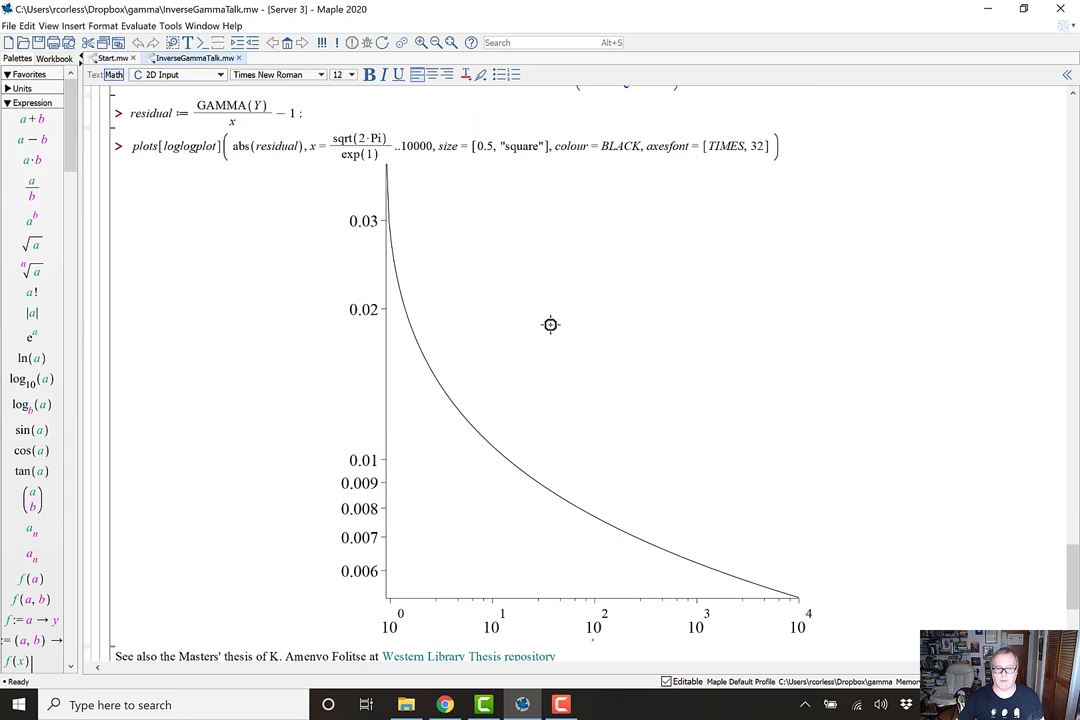 C:\Users\rcorless\Dropbox\gamma\InverseGammaTalk.mw * - [Server 3] - Maple 2020
File Edit View Insert Format Evaluate Tools Window Help
Search Alt+S
Palettes Workbook Start.mw InverseGammaTalk.mw
Text Math C 2D Input Times New Roman 12 B I U
Favorites
Units
Expression
a + b
a − b
a · b
a/b
a^b
√a
n√a
a!
|a|
e^a
ln(a)
log10(a)
log_b(a)
sin(a)
cos(a)
tan(a)
(a b)
a_n
a_n
f(a)
f(a, b)
f := a → y
:= (a, b) →
f(x)|
> residual := GAMMA(Y)/x − 1 :
> plots[loglogplot](abs(residual), x = sqrt(2·Pi)/exp(1) ..10000, size = [0.5, "square"], colour = BLACK, axesfont = [TIMES, 32])
0.03
0.02
0.01
0.009
0.008
0.007
0.006
10^0 10^1 10^2 10^3 10^4
See also the Masters' thesis of K. Amenvo Folitse at Western Library Thesis repository
Ready Editable Maple Default Profile C:\Users\rcorless\Dropbox\gamma Memory
Type here to search